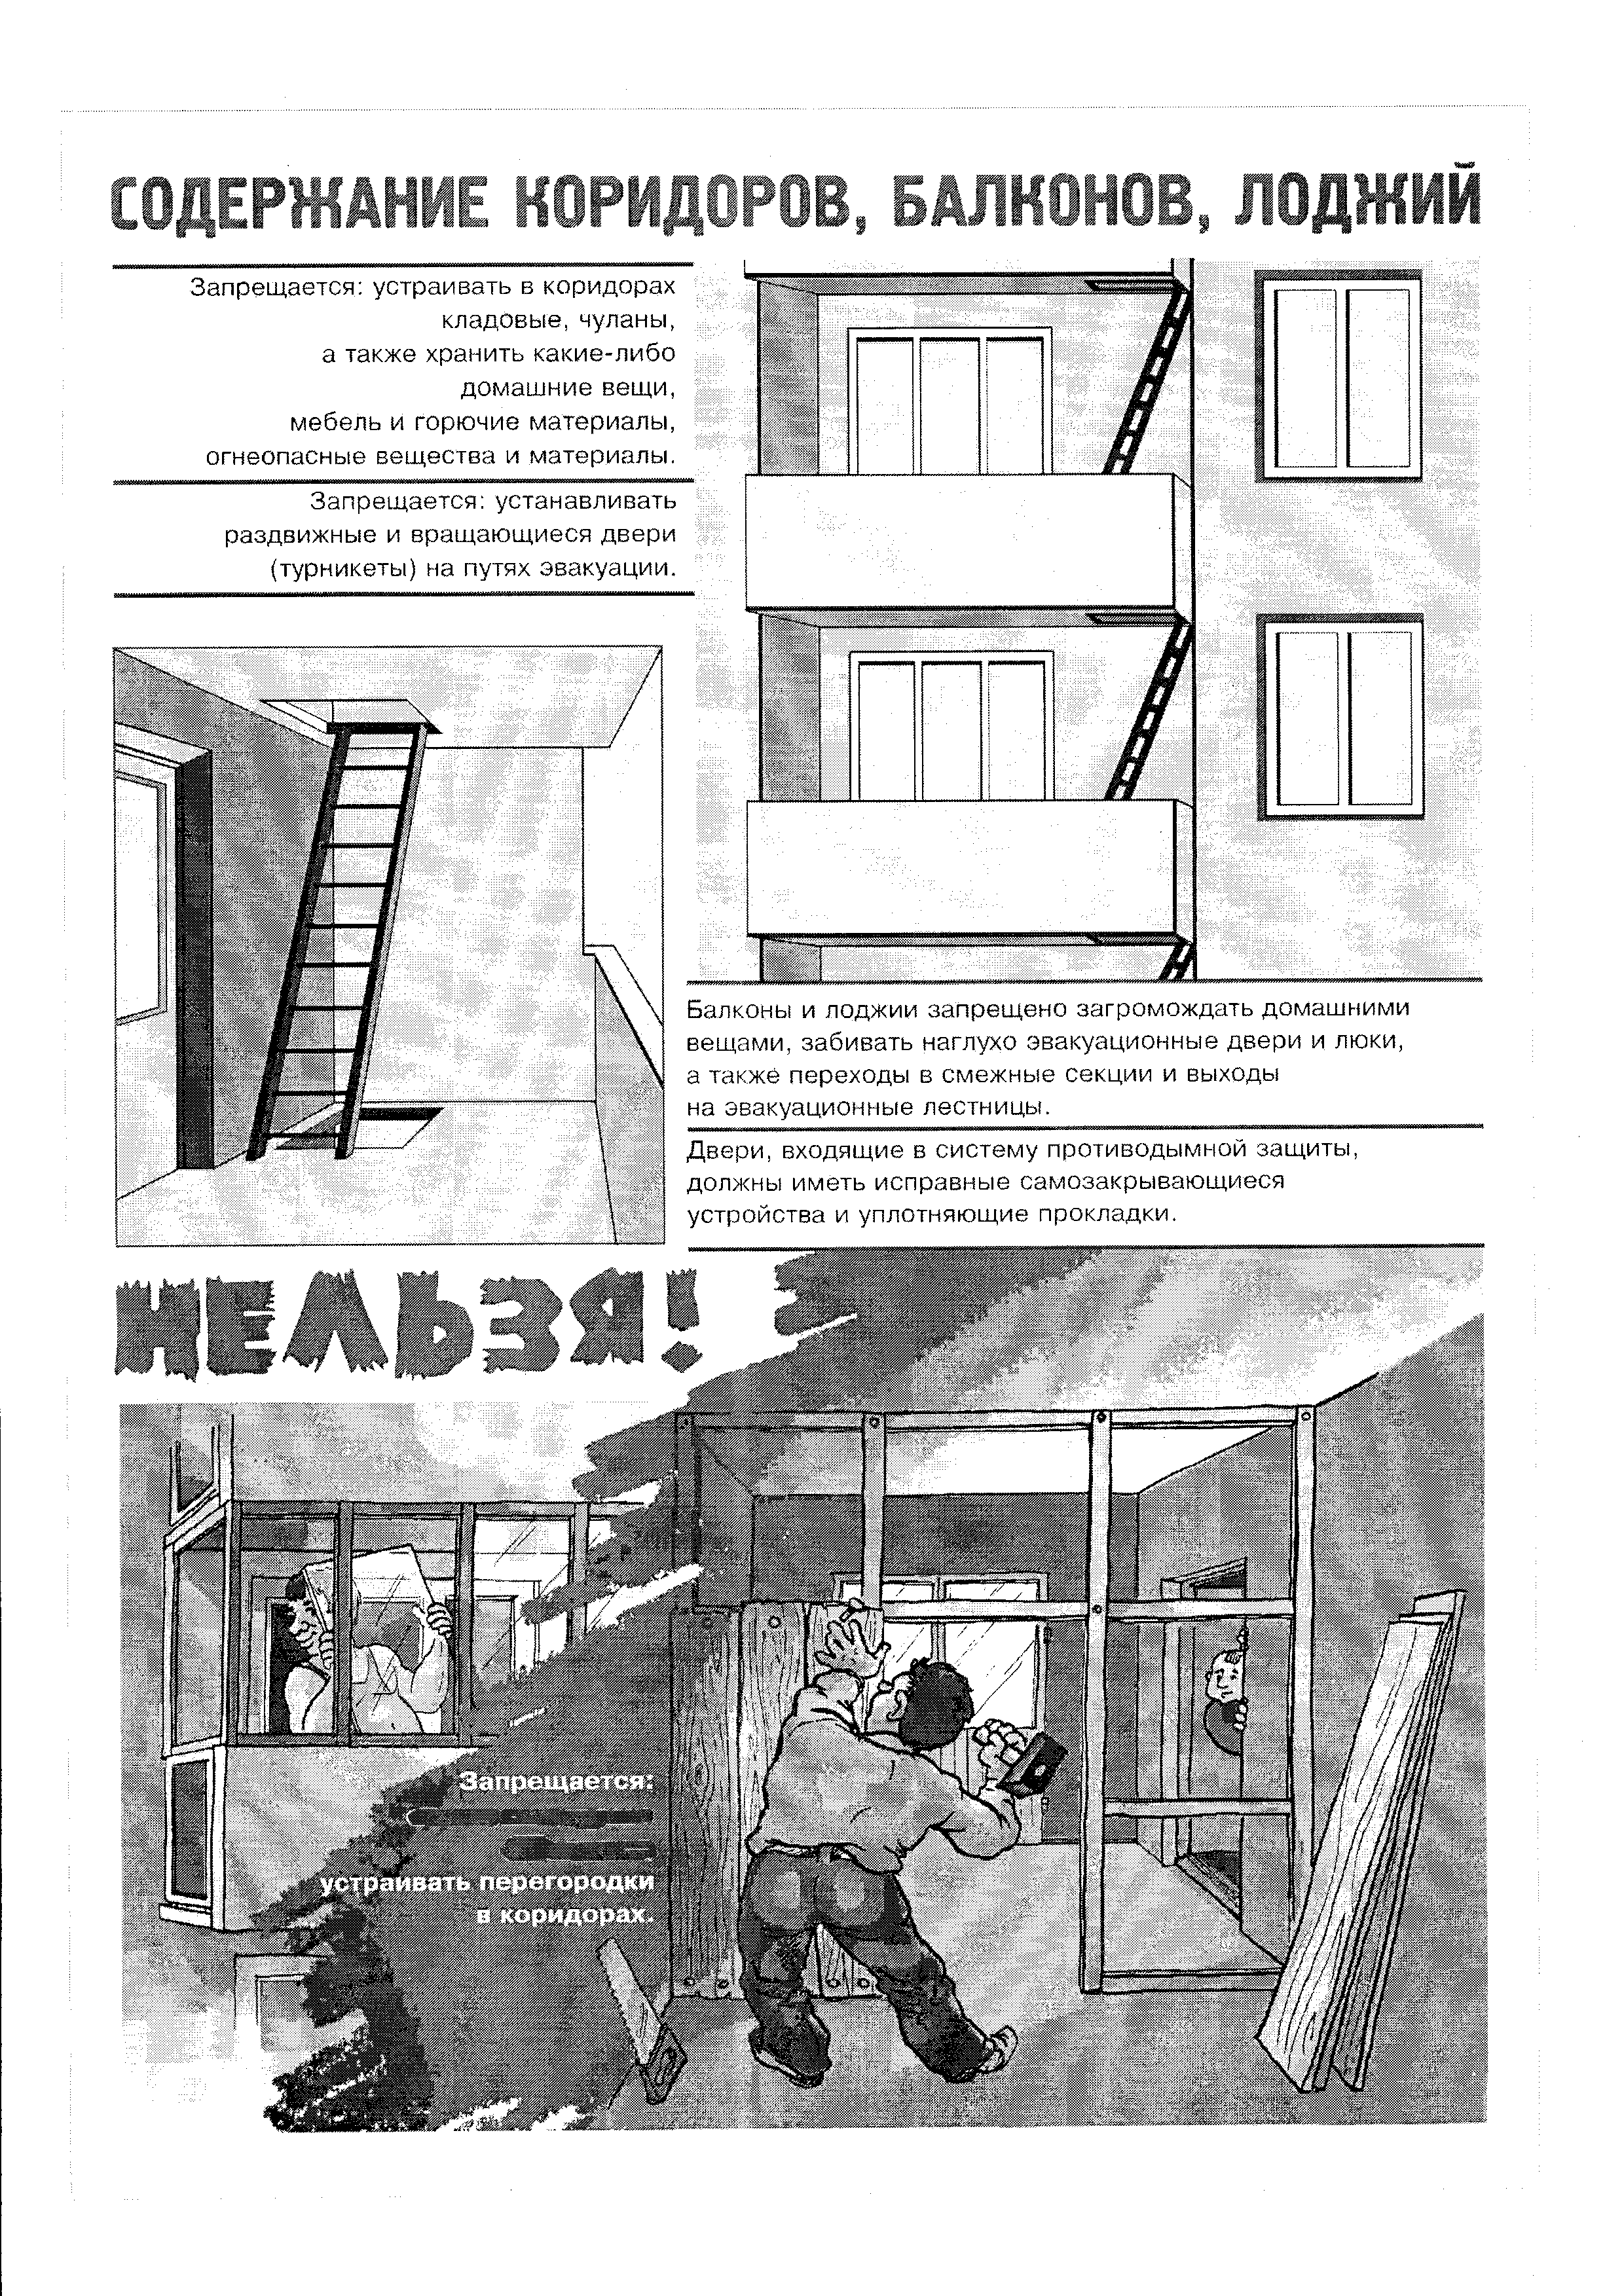 СОДЕРЖАНИЕ КОРИДОРОВ, БАЛКОНОВ, ЛОДЖИЙ
Запрещается: устраивать в коридорах
кладовые, чуланы,
а также хранить какие-либо
домашние вещи,
мебель и горючие материалы,
огнеопасные вещества и материалы.
Запрещается: устанавливать
раздвижные и вращающиеся двери
(турникеты) на путях эвакуации.
Балконы и лоджии запрещено загромождать домашними
вещами, забивать наглухо эвакуационные двери и люки,
а также переходы в смежные секции и выходы
на эвакуационные лестницы.
Двери, входящие в систему противодымной защиты,
должны иметь исправные самозакрывающиеся
устройства и уплотняющие прокладки.
НЕЛЬЗЯ!
Запрещается:
устраивать перегородки
в коридорах.